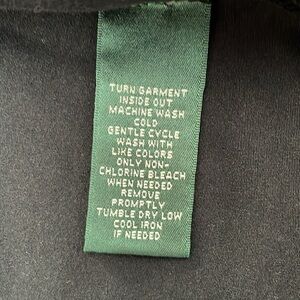 TURN GARMENT
INSIDE OUT
MACHINE WASH
COLD
GENTLE CYCLE
WASH WITH
LIKE COLORS
ONLY NON-
CHLORINE BLEACH
WHEN NEEDED
REMOVE
PROMPTLY
TUMBLE DRY LOW
COOL IRON
IF NEEDED